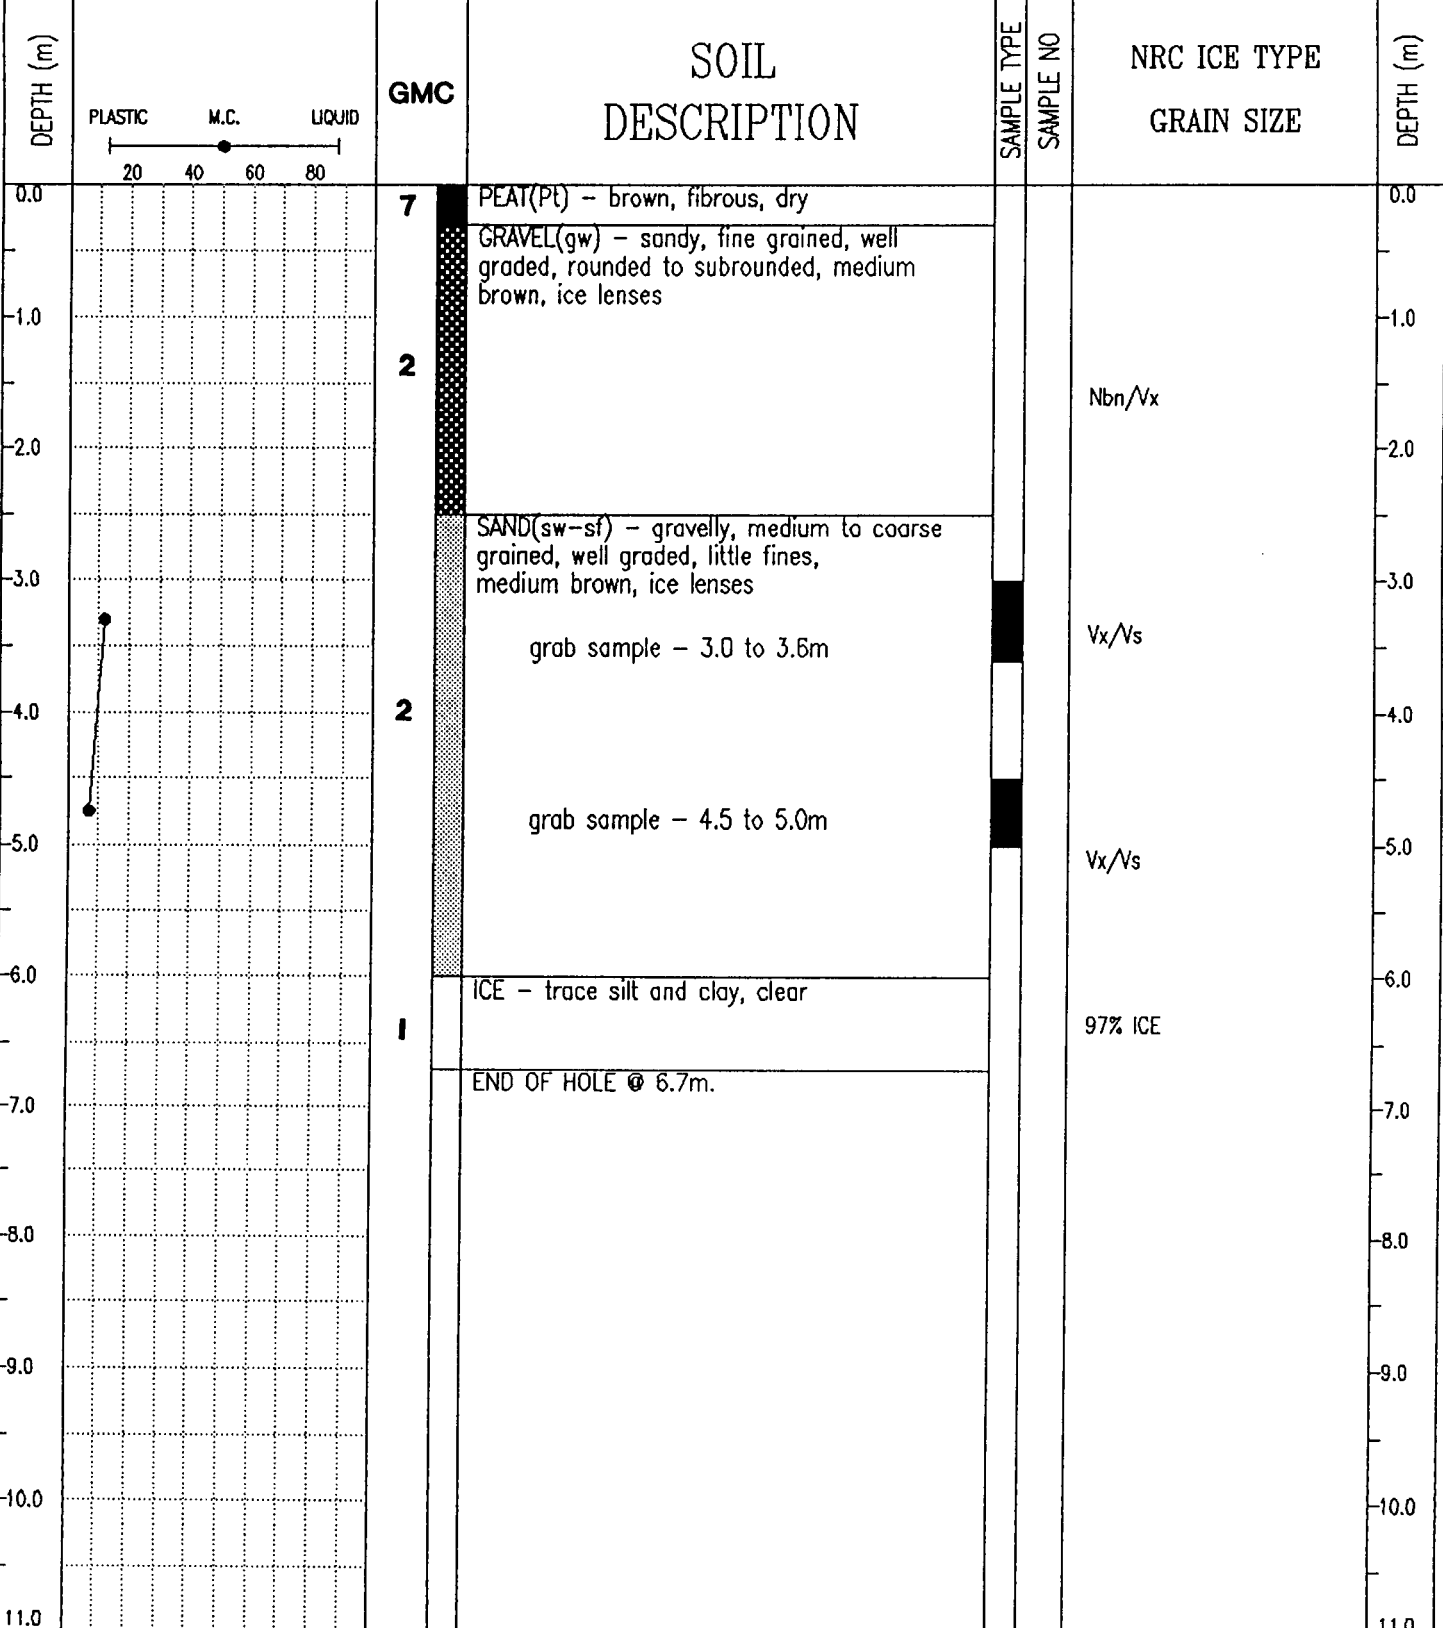 DEPTH (m)
PLASTIC M.C. LIQUID
20 40 60 80
GMC
SOIL
DESCRIPTION
SAMPLE TYPE
SAMPLE NO
NRC ICE TYPE
GRAIN SIZE
DEPTH (m)
0.0
7
PEAT(Pt) – brown, fibrous, dry
0.0
GRAVEL(gw) – sandy, fine grained, well
graded, rounded to subrounded, medium
brown, ice lenses
1.0
1.0
2
Nbn/Vx
2.0
2.0
SAND(sw-sf) – gravelly, medium to coarse
grained, well graded, little fines,
medium brown, ice lenses
3.0
3.0
grab sample – 3.0 to 3.6m
Vx/Vs
4.0
2
4.0
grab sample – 4.5 to 5.0m
5.0
5.0
Vx/Vs
6.0
6.0
ICE – trace silt and clay, clear
1
97% ICE
END OF HOLE @ 6.7m.
7.0
7.0
8.0
8.0
9.0
9.0
10.0
10.0
11.0
11.0